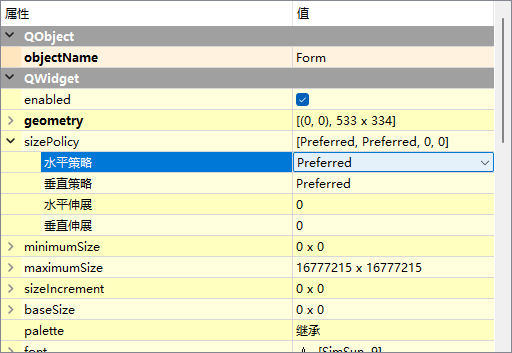 属性 值
QObject
objectName Form
QWidget
enabled
geometry [(0, 0), 533 x 334]
sizePolicy [Preferred, Preferred, 0, 0]
水平策略 Preferred
垂直策略 Preferred
水平伸展 0
垂直伸展 0
minimumSize 0 x 0
maximumSize 16777215 x 16777215
sizeIncrement 0 x 0
baseSize 0 x 0
palette 继承
font [SimSun, 9]